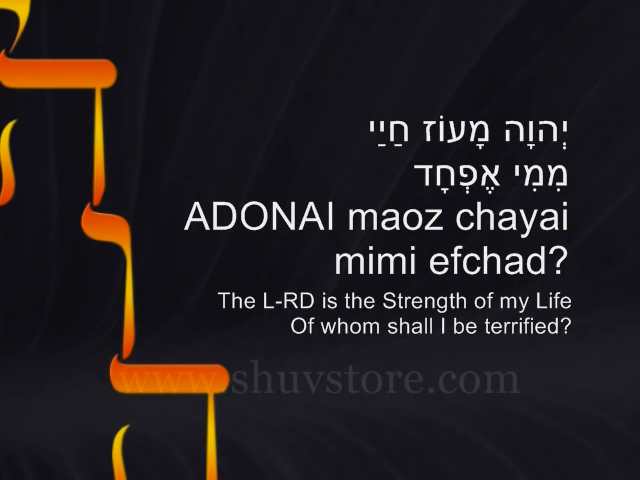 יְהוָה מָעוֹז חַיַּי
מִמִי אֶפְחָד
ADONAI maoz chayai
mimi efchad?
The L-RD is the Strength of my Life
Of whom shall I be terrified?
www.shuvstore.com